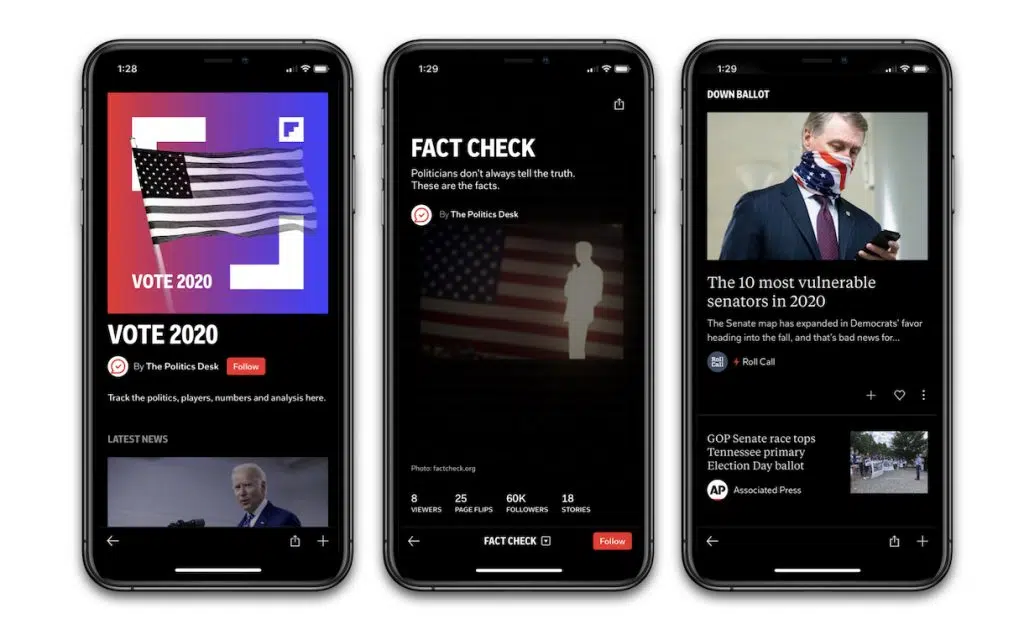 1:28
VOTE 2020
VOTE 2020
By The Politics Desk
Follow
Track the politics, players, numbers and analysis here.
LATEST NEWS
1:29
FACT CHECK
Politicians don't always tell the truth.
These are the facts.
By The Politics Desk
Photo: factcheck.org
8 25 60K 18
VIEWERS PAGE FLIPS FOLLOWERS STORIES
FACT CHECK
Follow
1:29
DOWN BALLOT
The 10 most vulnerable
senators in 2020
The Senate map has expanded in Democrats' favor
heading into the fall, and that's bad news for...
Roll
Call
Roll Call
GOP Senate race tops
Tennessee primary
Election Day ballot
AP
Associated Press